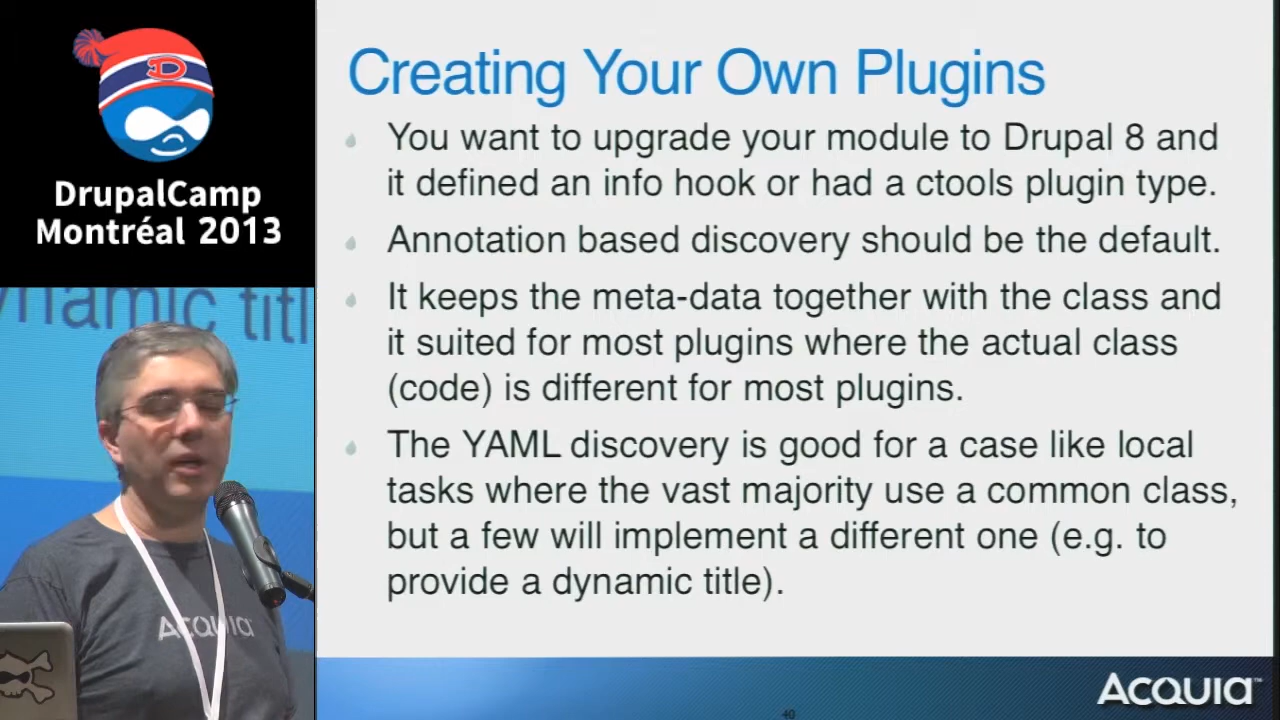 DrupalCamp
Montréal 2013
ynamic titl
ACQUIA
Creating Your Own Plugins
You want to upgrade your module to Drupal 8 and
it defined an info hook or had a ctools plugin type.
Annotation based discovery should be the default.
It keeps the meta-data together with the class and
it suited for most plugins where the actual class
(code) is different for most plugins.
The YAML discovery is good for a case like local
tasks where the vast majority use a common class,
but a few will implement a different one (e.g. to
provide a dynamic title).
40
ACQUIA™